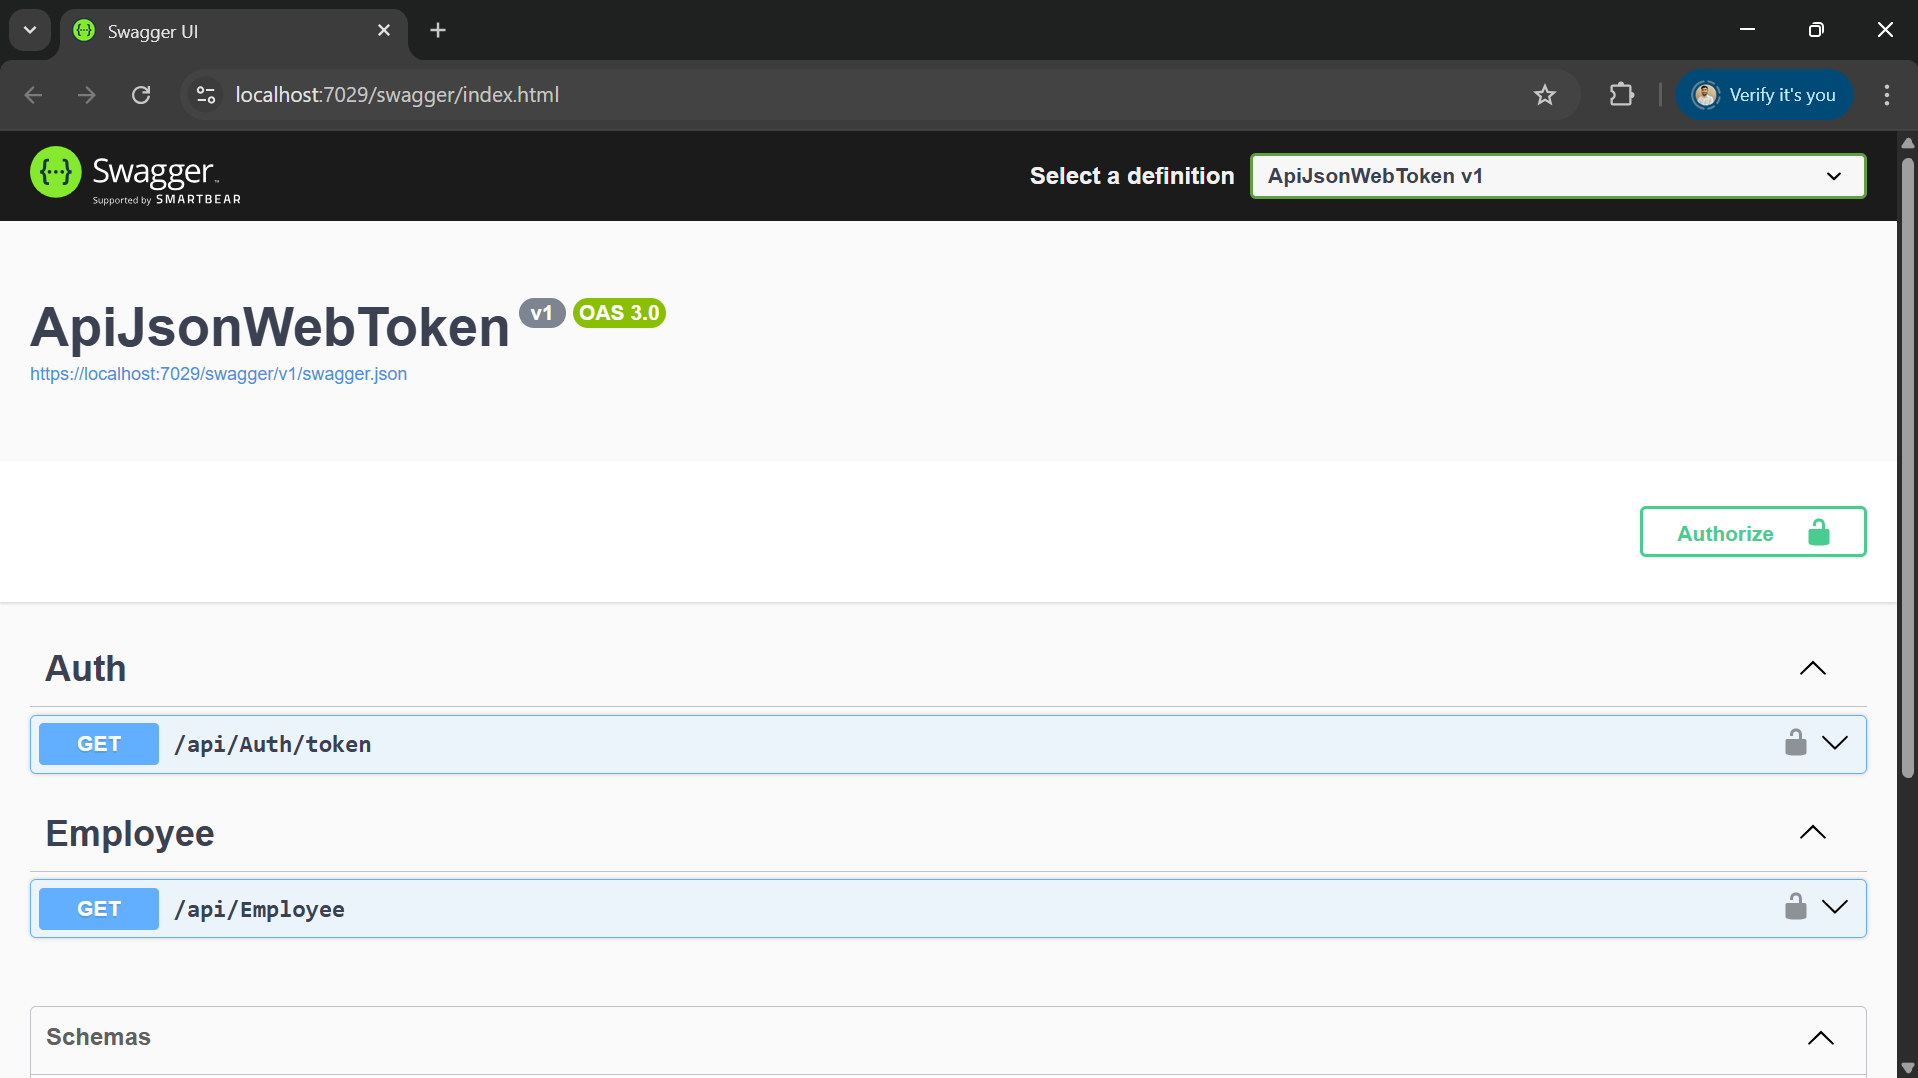 Swagger UI
localhost:7029/swagger/index.html
Verify it's you
Swagger™
Supported by SMARTBEAR
Select a definition
ApiJsonWebToken v1
ApiJsonWebToken v1 OAS 3.0
https://localhost:7029/swagger/v1/swagger.json
Authorize
Auth
GET /api/Auth/token
Employee
GET /api/Employee
Schemas